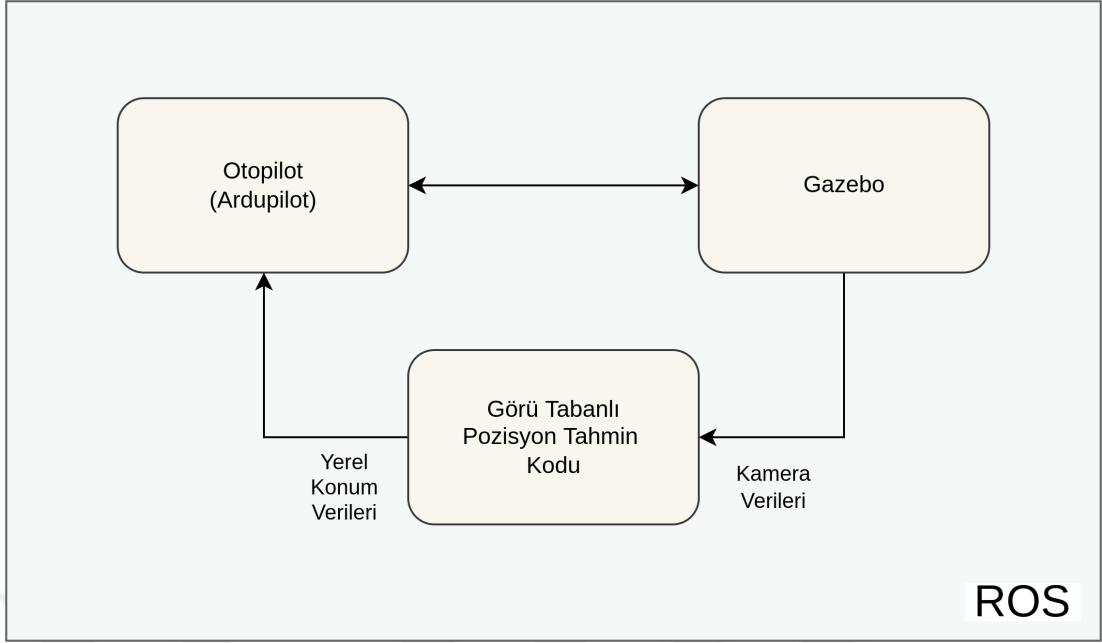 Otopilot
(Ardupilot)
Gazebo
Görü Tabanlı
Pozisyon Tahmin
Kodu
Yerel
Konum
Verileri
Kamera
Verileri
ROS